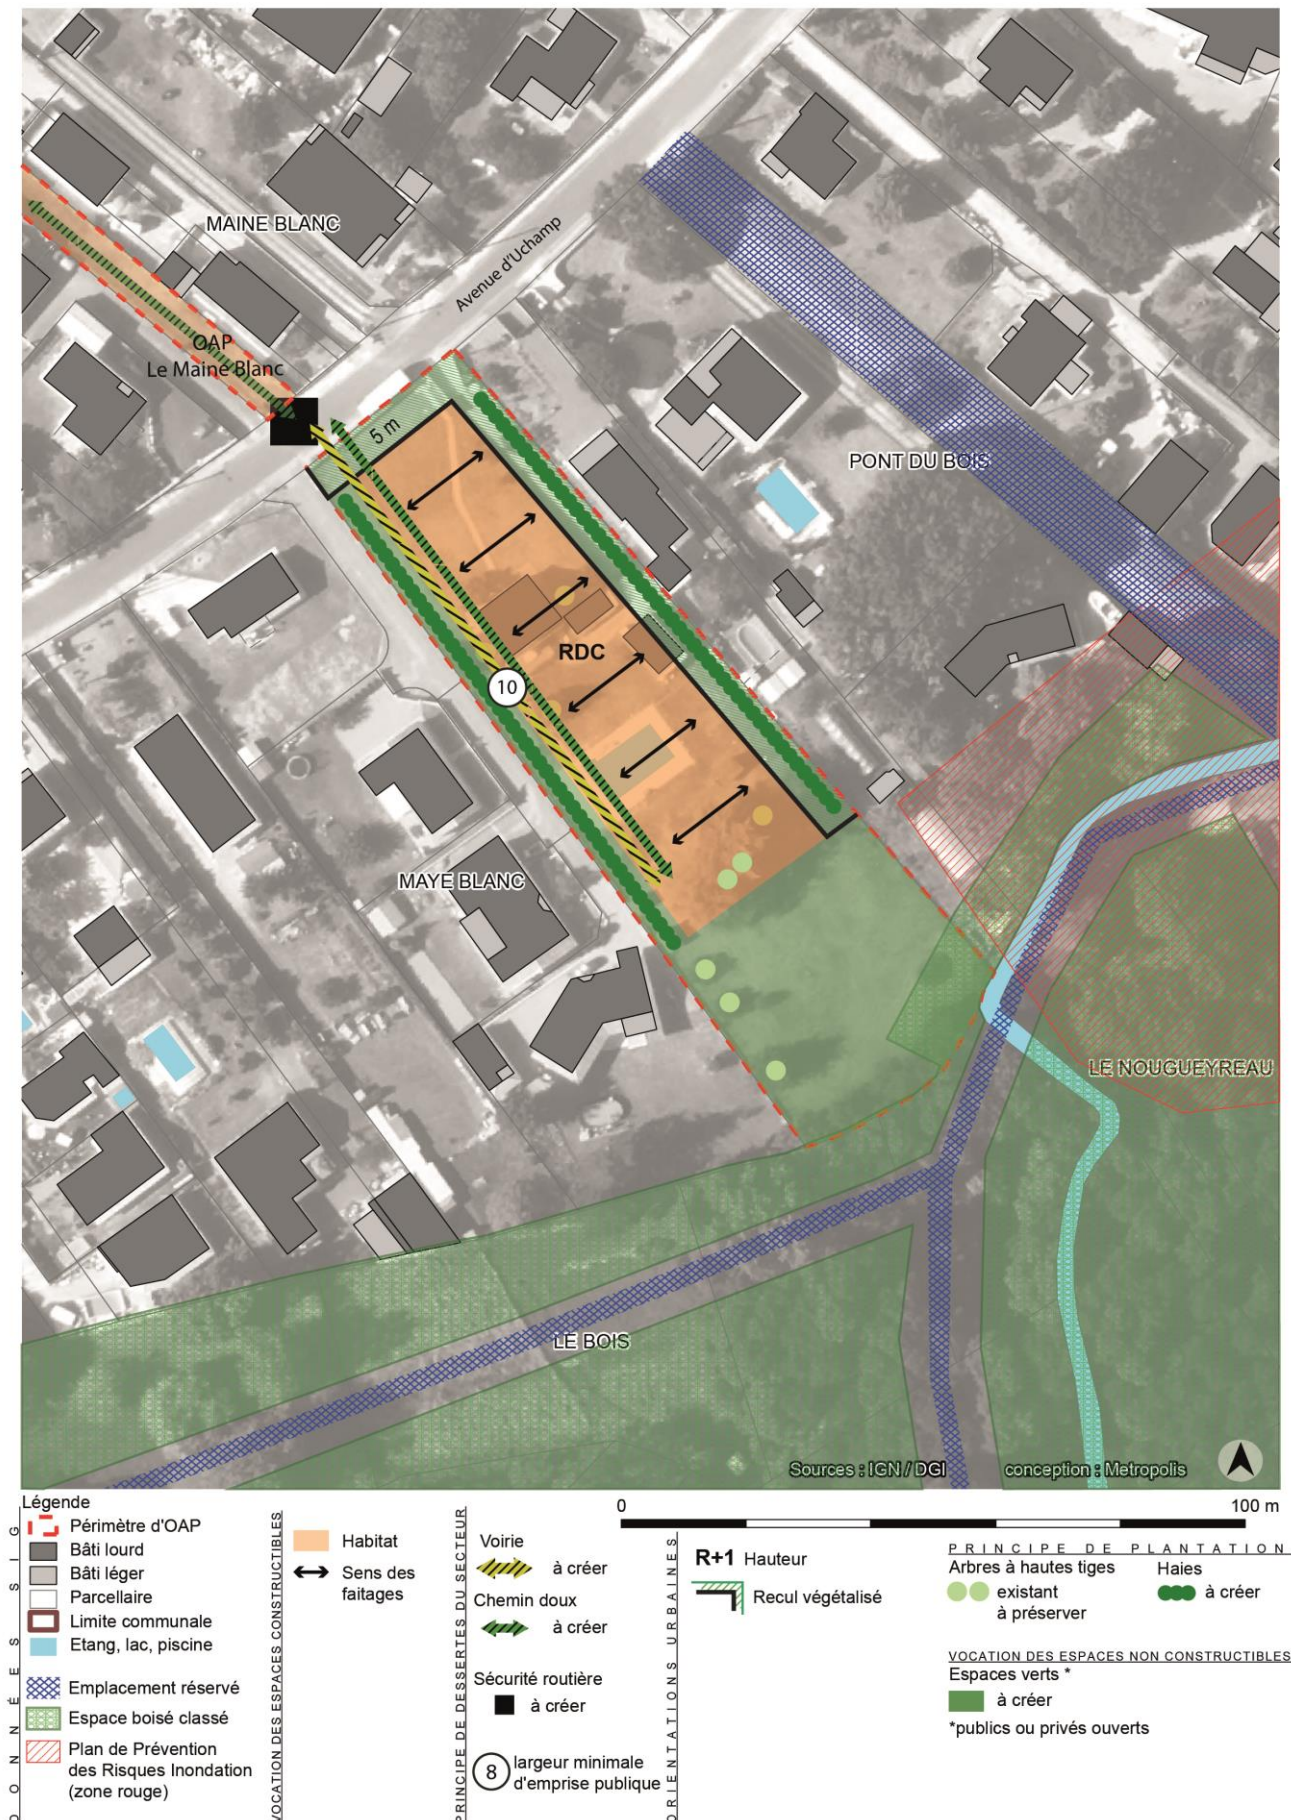 MAINE BLANC
Avenue d'Uchamp
OAP
Le Maine Blanc
5 m
PONT DU BOIS
RDC
10
MAYE BLANC
LE NOUGUEYREAU
LE BOIS
Sources : IGN / DGI
conception : Metropolis
Légende
0
100 m
DONNÉES SIG
Périmètre d'OAP
Bâti lourd
Bâti léger
Parcellaire
Limite communale
Etang, lac, piscine
Emplacement réservé
Espace boisé classé
Plan de Prévention
des Risques Inondation
(zone rouge)
VOCATION DES ESPACES CONSTRUCTIBLES
Habitat
Sens des
faitages
PRINCIPE DE DESSERTES DU SECTEUR
Voirie
à créer
Chemin doux
à créer
Sécurité routière
à créer
8
largeur minimale
d'emprise publique
ORIENTATIONS URBAINES
R+1 Hauteur
Recul végétalisé
PRINCIPE DE PLANTATION
Arbres à hautes tiges
existant
à préserver
Haies
à créer
VOCATION DES ESPACES NON CONSTRUCTIBLES
Espaces verts *
à créer
*publics ou privés ouverts